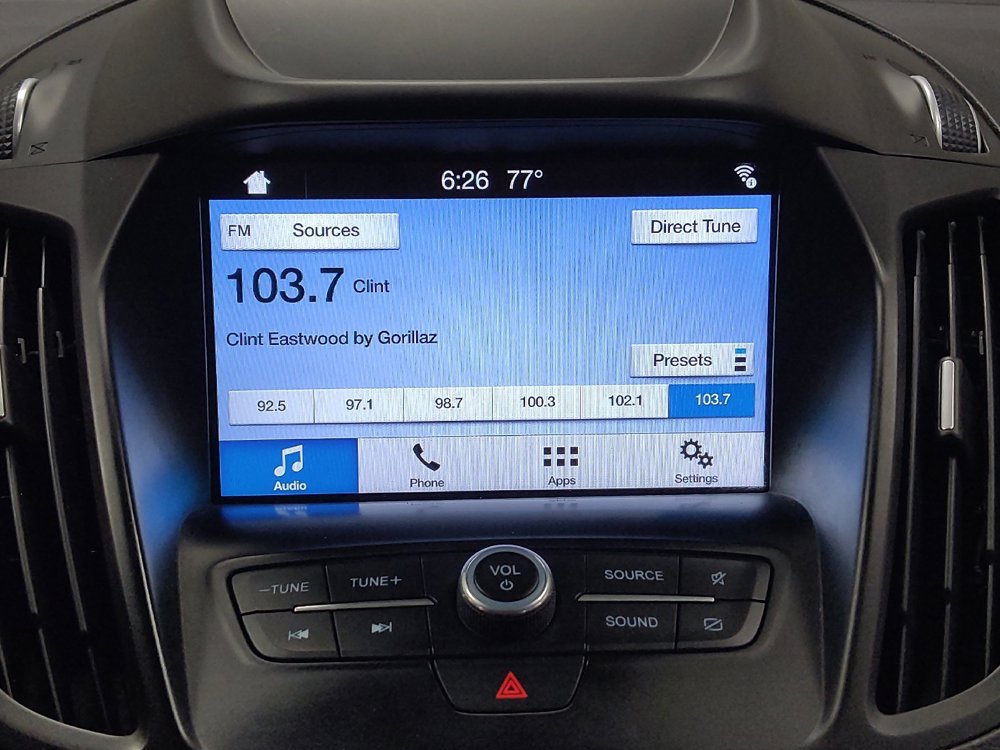 6:26 77°
FM Sources
Direct Tune
103.7 Clint
Clint Eastwood by Gorillaz
Presets
92.5 97.1 98.7 100.3 102.1 103.7
Audio Phone Apps Settings
–TUNE TUNE+ VOL SOURCE
SOUND